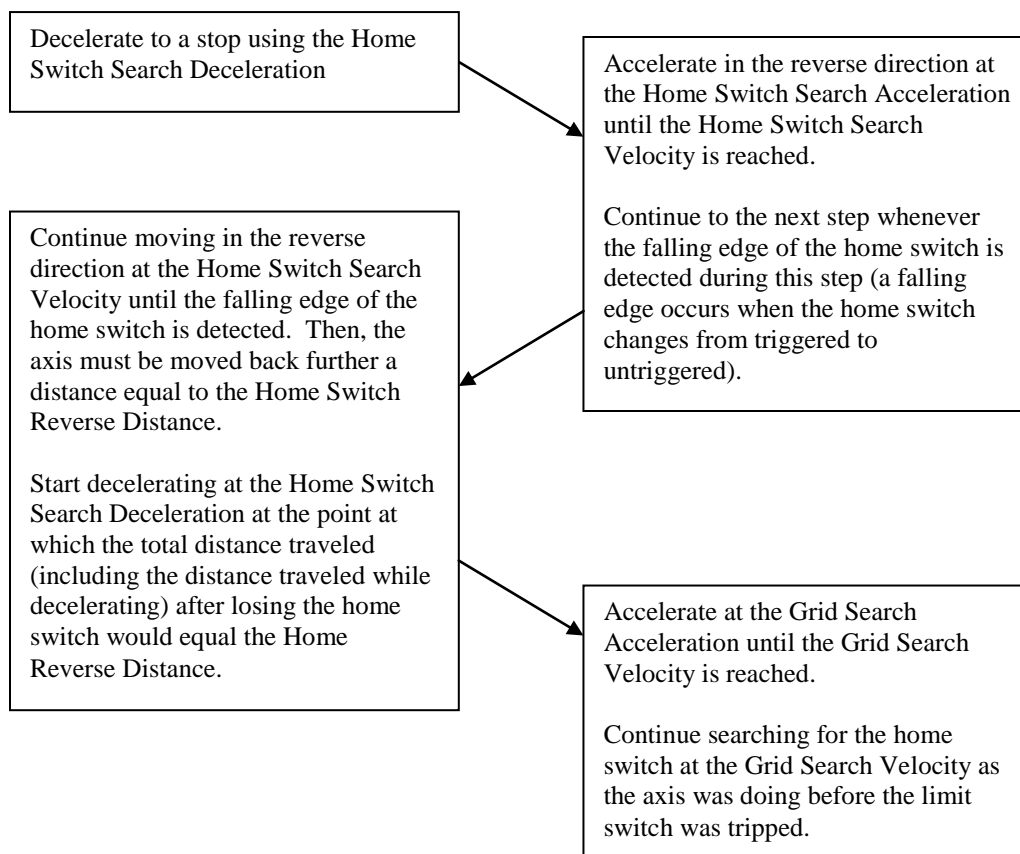 Decelerate to a stop using the Home
Switch Search Deceleration
Accelerate in the reverse direction at
the Home Switch Search Acceleration
until the Home Switch Search
Velocity is reached.
Continue to the next step whenever
the falling edge of the home switch is
detected during this step (a falling
edge occurs when the home switch
changes from triggered to
untriggered).
Continue moving in the reverse
direction at the Home Switch Search
Velocity until the falling edge of the
home switch is detected.  Then, the
axis must be moved back further a
distance equal to the Home Switch
Reverse Distance.
Start decelerating at the Home Switch
Search Deceleration at the point at
which the total distance traveled
(including the distance traveled while
decelerating) after losing the home
switch would equal the Home
Reverse Distance.
Accelerate at the Grid Search
Acceleration until the Grid Search
Velocity is reached.
Continue searching for the home
switch at the Grid Search Velocity as
the axis was doing before the limit
switch was tripped.